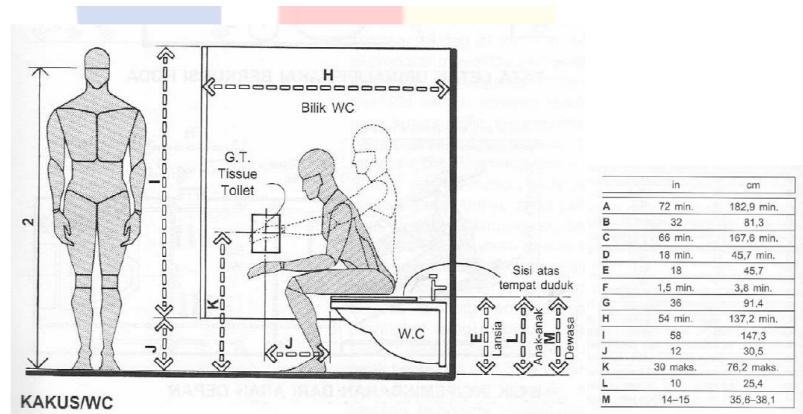 H
Bilik WC
G.T.
Tissue
Toilet
2
I
K
J
J
Sisi atas
tempat duduk
W.C
E
Lansia
L
Anak-anak
M
Dewasa
KAKUS/WC
in cm
A 72 min. 182,9 min.
B 32 81,3
C 66 min. 167,6 min.
D 18 min. 45,7 min.
E 18 45,7
F 1,5 min. 3,8 min.
G 36 91,4
H 54 min. 137,2 min.
I 58 147,3
J 12 30,5
K 30 maks. 76,2 maks.
L 10 25,4
M 14–15 35,6–38,1